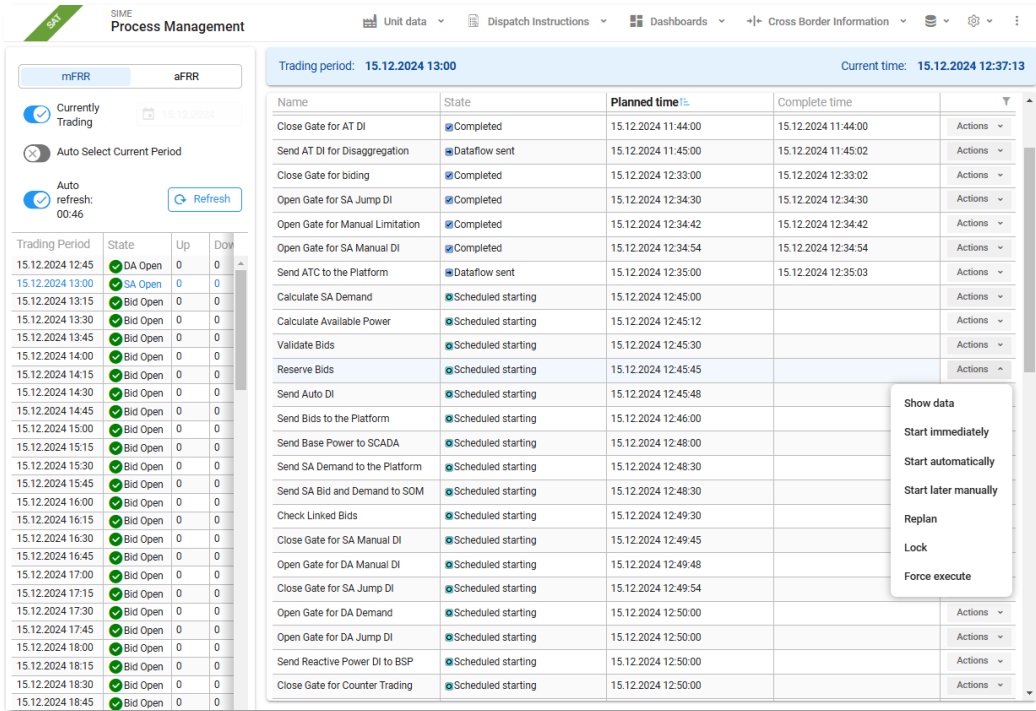 SAT
SIME
Process Management
Unit data
Dispatch Instructions
Dashboards
Cross Border Information
mFRR aFRR
Currently
Trading
15.12.2024
Auto Select Current Period
Auto
refresh:
00:46
Refresh
Trading Period State Up Dow
15.12.2024 12:45 DA Open 0 0
15.12.2024 13:00 SA Open 0 0
15.12.2024 13:15 Bid Open 0 0
15.12.2024 13:30 Bid Open 0 0
15.12.2024 13:45 Bid Open 0 0
15.12.2024 14:00 Bid Open 0 0
15.12.2024 14:15 Bid Open 0 0
15.12.2024 14:30 Bid Open 0 0
15.12.2024 14:45 Bid Open 0 0
15.12.2024 15:00 Bid Open 0 0
15.12.2024 15:15 Bid Open 0 0
15.12.2024 15:30 Bid Open 0 0
15.12.2024 15:45 Bid Open 0 0
15.12.2024 16:00 Bid Open 0 0
15.12.2024 16:15 Bid Open 0 0
15.12.2024 16:30 Bid Open 0 0
15.12.2024 16:45 Bid Open 0 0
15.12.2024 17:00 Bid Open 0 0
15.12.2024 17:15 Bid Open 0 0
15.12.2024 17:30 Bid Open 0 0
15.12.2024 17:45 Bid Open 0 0
15.12.2024 18:00 Bid Open 0 0
15.12.2024 18:15 Bid Open 0 0
15.12.2024 18:30 Bid Open 0 0
15.12.2024 18:45 Bid Open 0 0
Trading period: 15.12.2024 13:00 Current time: 15.12.2024 12:37:13
Name State Planned time Complete time
Close Gate for AT DI Completed 15.12.2024 11:44:00 15.12.2024 11:44:00 Actions
Send AT DI for Disaggregation Dataflow sent 15.12.2024 11:45:00 15.12.2024 11:45:02 Actions
Close Gate for biding Completed 15.12.2024 12:33:00 15.12.2024 12:33:02 Actions
Open Gate for SA Jump DI Completed 15.12.2024 12:34:30 15.12.2024 12:34:30 Actions
Open Gate for Manual Limitation Completed 15.12.2024 12:34:42 15.12.2024 12:34:42 Actions
Open Gate for SA Manual DI Completed 15.12.2024 12:34:54 15.12.2024 12:34:54 Actions
Send ATC to the Platform Dataflow sent 15.12.2024 12:35:00 15.12.2024 12:35:03 Actions
Calculate SA Demand Scheduled starting 15.12.2024 12:45:00 Actions
Calculate Available Power Scheduled starting 15.12.2024 12:45:12 Actions
Validate Bids Scheduled starting 15.12.2024 12:45:30 Actions
Reserve Bids Scheduled starting 15.12.2024 12:45:45 Actions
Send Auto DI Scheduled starting 15.12.2024 12:45:48
Send Bids to the Platform Scheduled starting 15.12.2024 12:46:00
Send Base Power to SCADA Scheduled starting 15.12.2024 12:48:00
Send SA Demand to the Platform Scheduled starting 15.12.2024 12:48:30
Send SA Bid and Demand to SOM Scheduled starting 15.12.2024 12:48:30
Check Linked Bids Scheduled starting 15.12.2024 12:49:30
Close Gate for SA Manual DI Scheduled starting 15.12.2024 12:49:45
Open Gate for DA Manual DI Scheduled starting 15.12.2024 12:49:48
Close Gate for SA Jump DI Scheduled starting 15.12.2024 12:49:54
Open Gate for DA Demand Scheduled starting 15.12.2024 12:50:00 Actions
Open Gate for DA Jump DI Scheduled starting 15.12.2024 12:50:00 Actions
Send Reactive Power DI to BSP Scheduled starting 15.12.2024 12:50:00 Actions
Close Gate for Counter Trading Scheduled starting 15.12.2024 12:50:00 Actions
Show data
Start immediately
Start automatically
Start later manually
Replan
Lock
Force execute